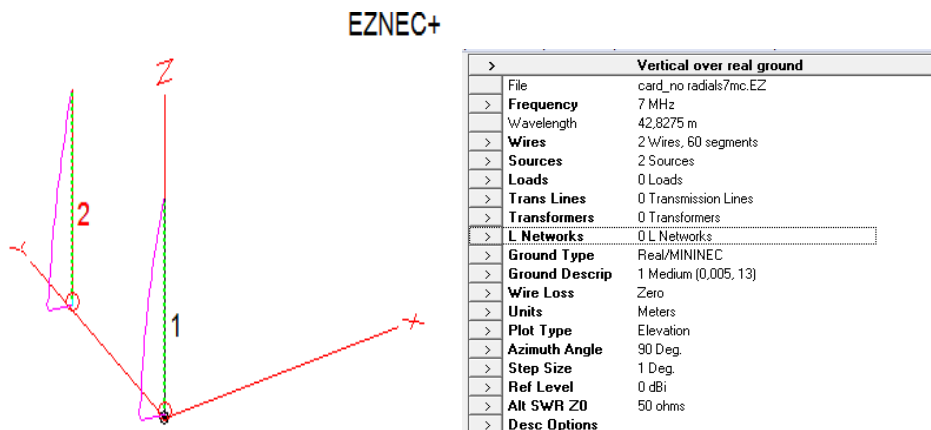 EZNEC+
Z
2
Y
1
X
> Vertical over real ground
File card_no radials7mc.EZ
> Frequency 7 MHz
Wavelength 42,8275 m
> Wires 2 Wires, 60 segments
> Sources 2 Sources
> Loads 0 Loads
> Trans Lines 0 Transmission Lines
> Transformers 0 Transformers
> L Networks 0 L Networks
> Ground Type Real/MININEC
> Ground Descrip 1 Medium (0,005, 13)
> Wire Loss Zero
> Units Meters
> Plot Type Elevation
> Azimuth Angle 90 Deg.
> Step Size 1 Deg.
> Ref Level 0 dBi
> Alt SWR Z0 50 ohms
> Desc Options